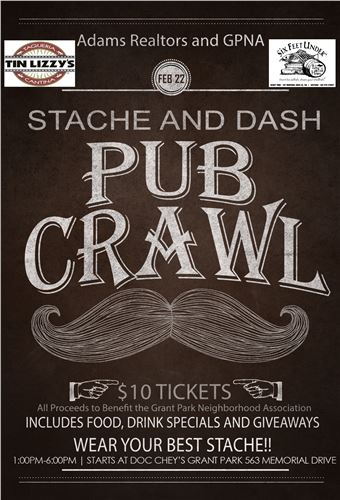 Adams Realtors and GPNA
TAQUERIA
TIN LIZZY'S
CANTINA
SIX FEET UNDER
FEB 22
STACHE AND DASH
PUB
CRAWL
$10 TICKETS
All Proceeds to Benefit the Grant Park Neighborhood Association
INCLUDES FOOD, DRINK SPECIALS AND GIVEAWAYS
WEAR YOUR BEST STACHE!!
1:00PM-6:00PM | STARTS AT DOC CHEY'S GRANT PARK 563 MEMORIAL DRIVE